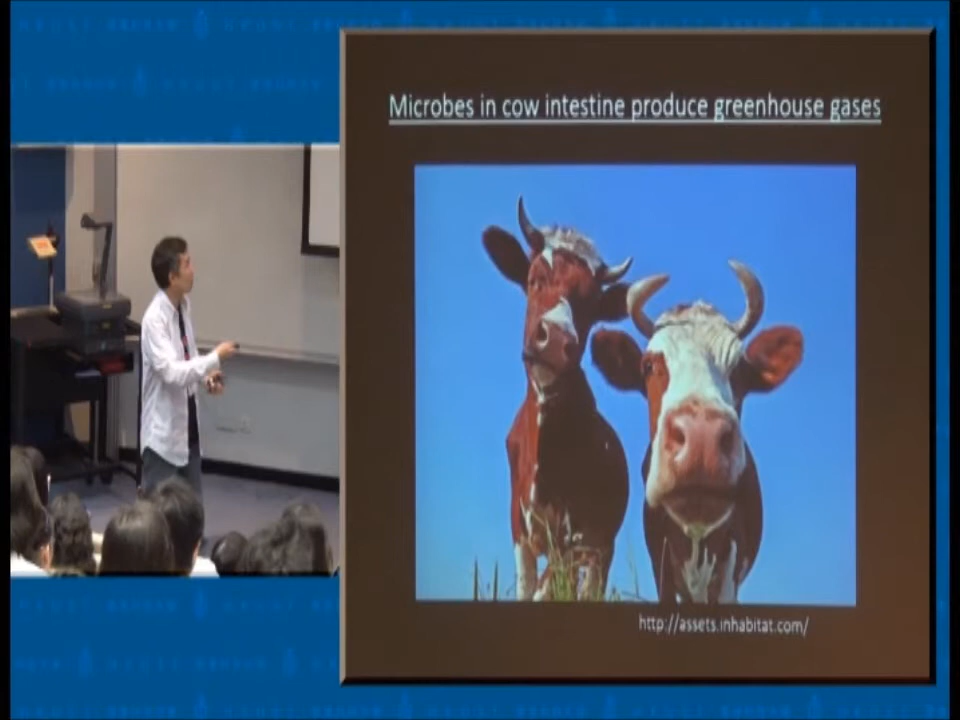 Microbes in cow intestine produce greenhouse gases
http://assets.inhabitat.com/